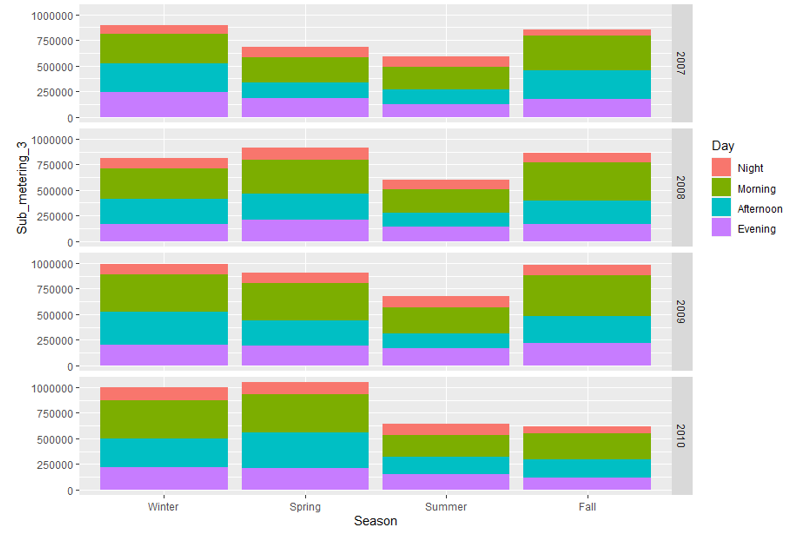 1000000
750000
500000
250000
0
2007
1000000
750000
500000
250000
0
2008
1000000
750000
500000
250000
0
2009
1000000
750000
500000
250000
0
2010
Sub_metering_3
Winter
Spring
Summer
Fall
Season
Day
Night
Morning
Afternoon
Evening